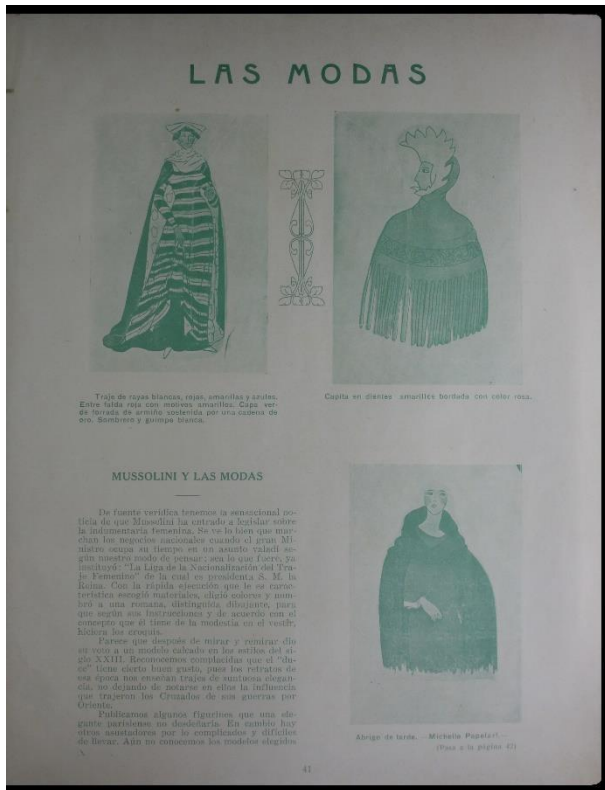 LAS MODAS
Traje de rayas blancas, rojas, amarillas y azules.
Entre falda roja con motivos amarillos. Capa ver-
de forrada de armiño sostenida por una cadena de
oro. Sombrero y guimpe blanca.
Capita en dientes amarillos bordada con color rosa.
MUSSOLINI Y LAS MODAS
De fuente verídica tenemos la sensacional no-
ticia de que Mussolini ha entrado a legislar sobre
la indumentaria femenina. Se ve lo bien que mar-
chan los negocios nacionales cuando el gran Mi-
nistro ocupa su tiempo en un asunto valadí se-
gún nuestro modo de pensar; sea lo que fuere, ya
instituyó: "La Liga de la Nacionalización del Tra-
je Femenino" de la cual es presidenta S. M. la
Reina. Con la rápida ejecución que le es carac-
terística escogió materiales, eligió colores y nom-
bró a una romana, distinguida dibujante, para
que según sus instrucciones y de acuerdo con el
concepto que él tiene de la modestia en el vestir,
hiciera los croquis.
Parece que después de mirar y remirar dio
su voto a un modelo calcado en los estilos del si-
glo XXIII. Reconocemos complacidas que el "du-
ce" tiene cierto buen gusto, pues los retratos de
esa época nos enseñan trajes de suntuosa elegan-
cia, no dejando de notarse en ellos la influencia
que trajeron los Cruzados de sus guerras por
Oriente.
Publicamos algunos figurines que una ele-
gante parisiense no desdeñaría. En cambio hay
otros asustadores por lo complicados y difíciles
de llevar. Aún no conocemos los modelos elegidos
Abrigo de tarde. —Michelle Papelari.—
(Pasa a la página 42)
41